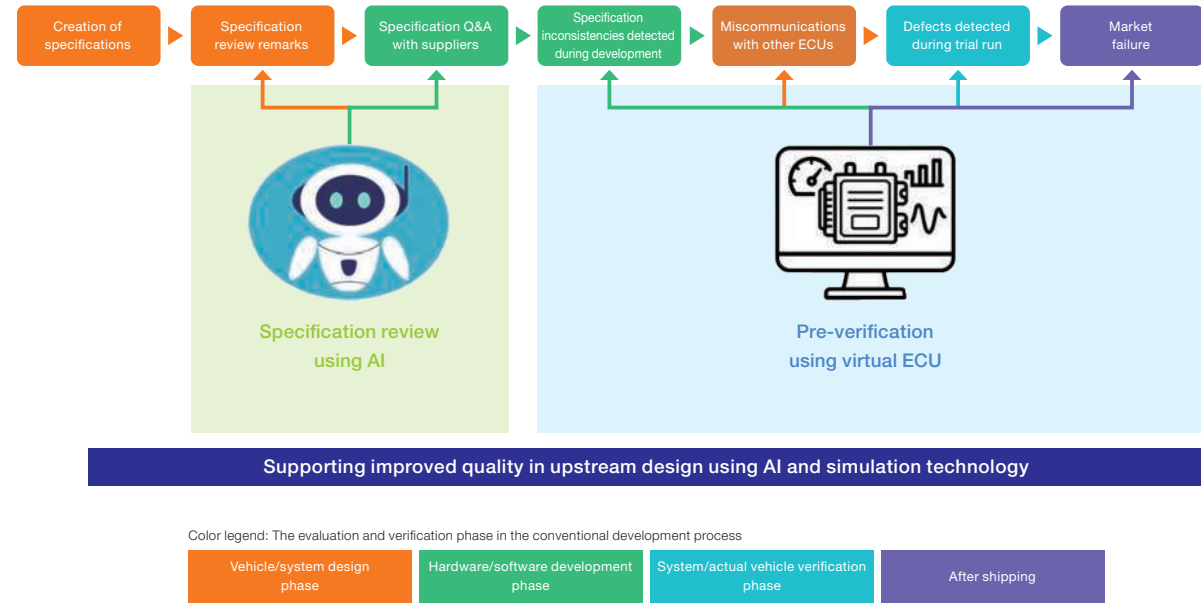 Creation of
specifications
Specification
review remarks
Specification Q&A
with suppliers
Specification
inconsistencies detected
during development
Miscommunications
with other ECUs
Defects detected
during trial run
Market
failure
Specification review
using AI
Pre-verification
using virtual ECU
Supporting improved quality in upstream design using AI and simulation technology
Color legend: The evaluation and verification phase in the conventional development process
Vehicle/system design
phase
Hardware/software development
phase
System/actual vehicle verification
phase
After shipping